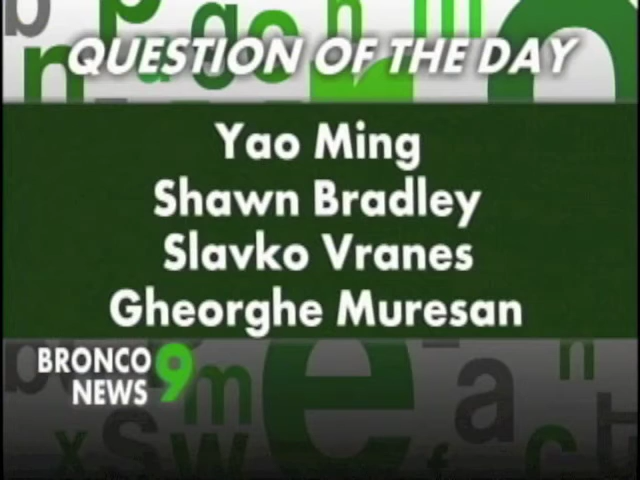 QUESTION OF THE DAY
Yao Ming
Shawn Bradley
Slavko Vranes
Gheorghe Muresan
BRONCO 9
NEWS